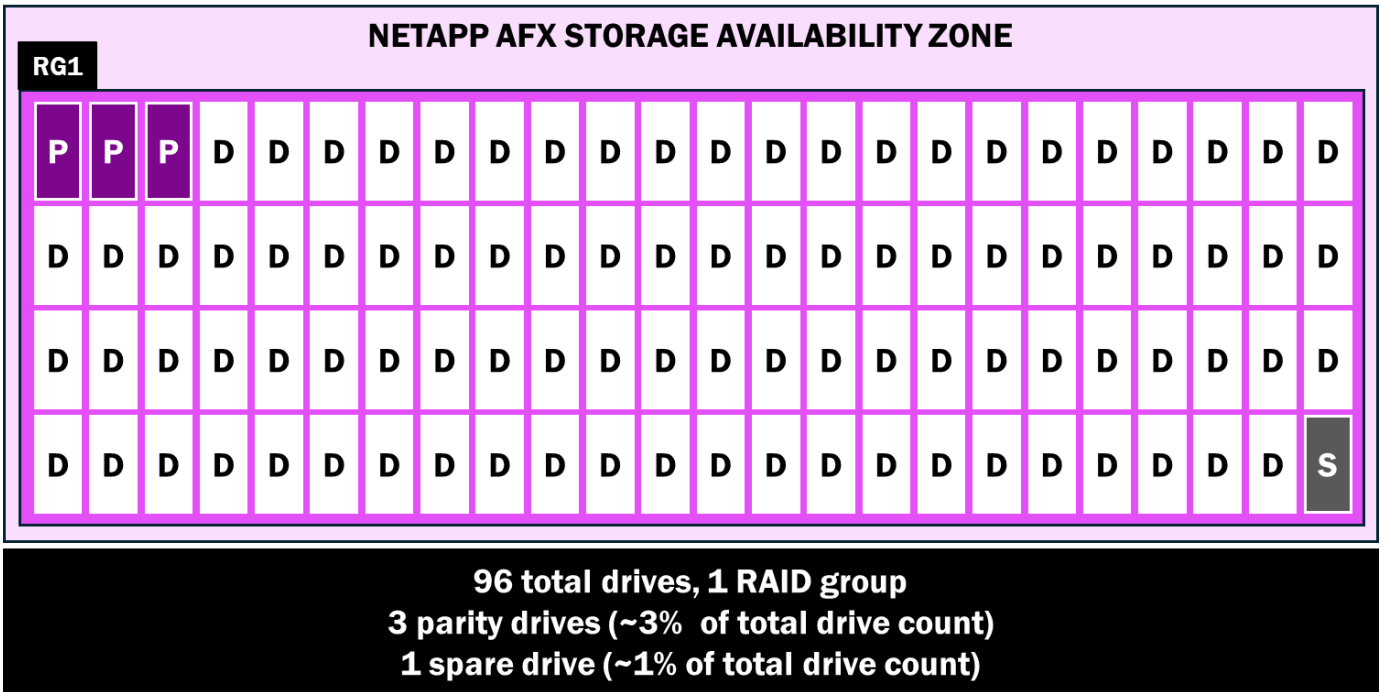 NETAPP AFX STORAGE AVAILABILITY ZONE
RG1
P P P D D D D D D D D D D D D D D D D D D D D D
D D D D D D D D D D D D D D D D D D D D D D D D
D D D D D D D D D D D D D D D D D D D D D D D D
D D D D D D D D D D D D D D D D D D D D D D D S
96 total drives, 1 RAID group
3 parity drives (~3% of total drive count)
1 spare drive (~1% of total drive count)